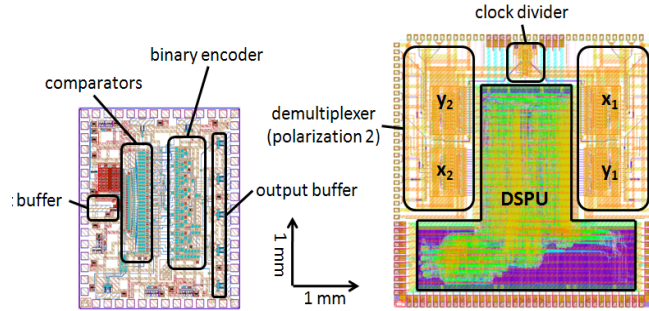 clock divider
binary encoder
comparators
y₂
x₁
demultiplexer
(polarization 2)
x₂
y₁
: buffer
output buffer
DSPU
1 mm
1 mm